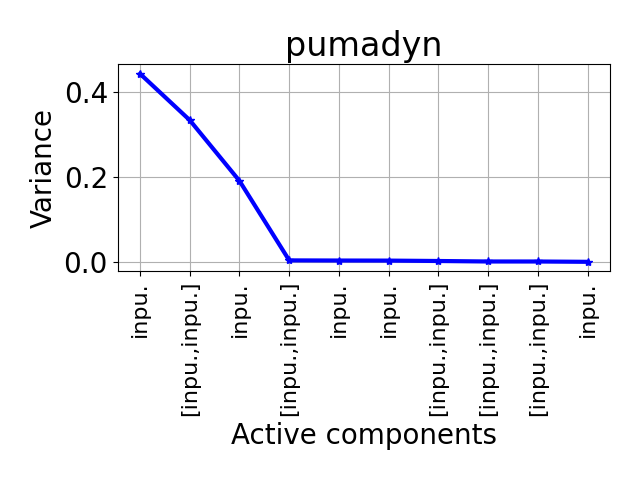 pumadyn
Variance
0.4
0.2
0.0
inpu.
[inpu.,inpu.]
inpu.
[inpu.,inpu.]
inpu.
inpu.
[inpu.,inpu.]
[inpu.,inpu.]
[inpu.,inpu.]
inpu.
Active components